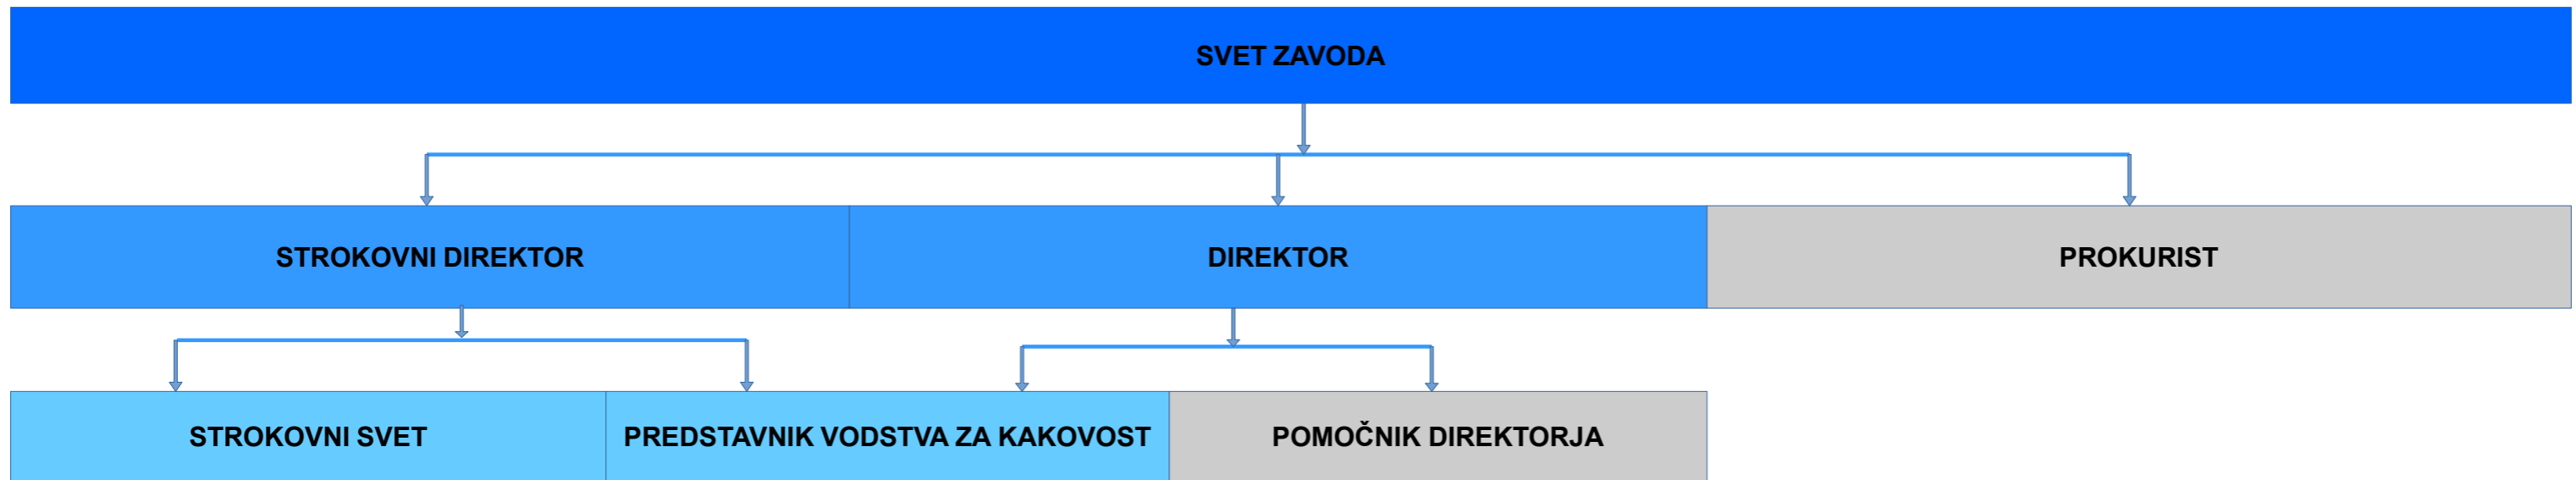 SVET ZAVODA
STROKOVNI DIREKTOR
DIREKTOR
PROKURIST
STROKOVNI SVET
PREDSTAVNIK VODSTVA ZA KAKOVOST
POMOČNIK DIREKTORJA